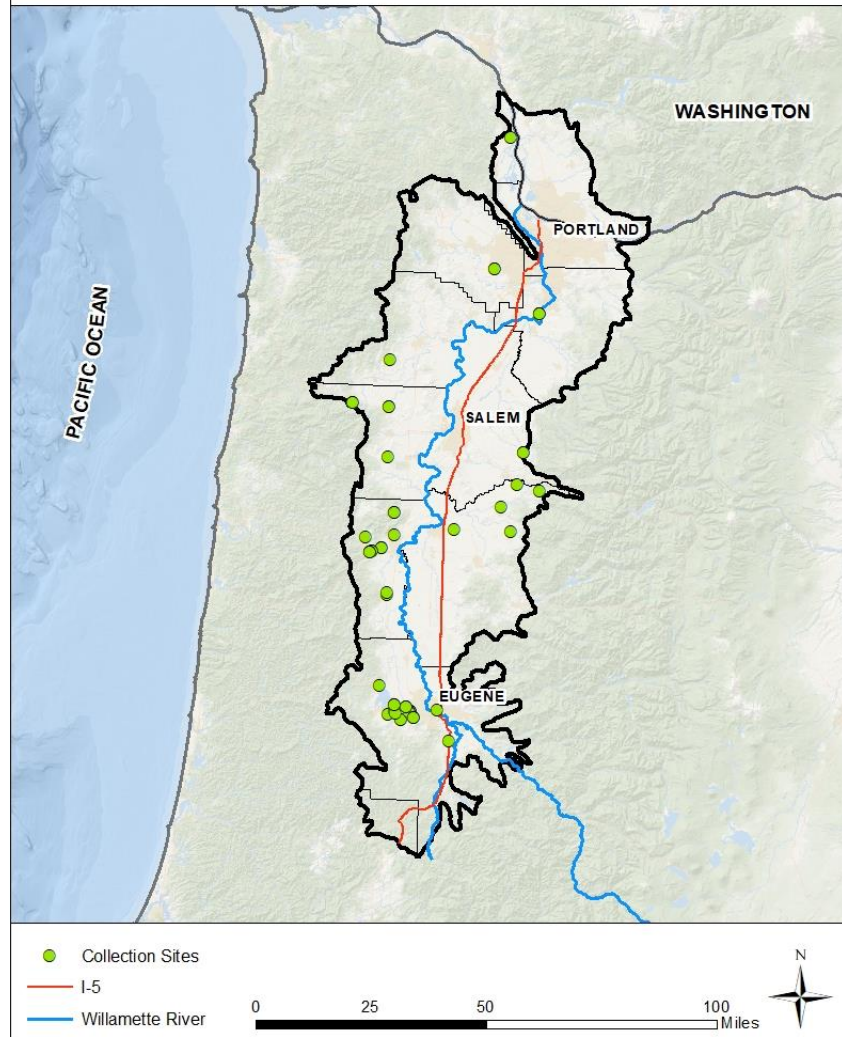 WASHINGTON
PORTLAND
PACIFIC OCEAN
SALEM
EUGENE
Collection Sites
I-5
Willamette River
0 25 50 100
Miles
N